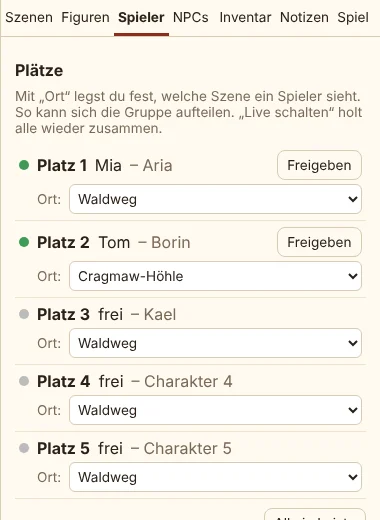 Szenen Figuren Spieler NPCs Inventar Notizen Spiel
Plätze
Mit „Ort“ legst du fest, welche Szene ein Spieler sieht.
So kann sich die Gruppe aufteilen. „Live schalten“ holt
alle wieder zusammen.
Platz 1 Mia – Aria Freigeben
Ort: Waldweg
Platz 2 Tom – Borin Freigeben
Ort: Cragmaw-Höhle
Platz 3 frei – Kael
Ort: Waldweg
Platz 4 frei – Charakter 4
Ort: Waldweg
Platz 5 frei – Charakter 5
Ort: Waldweg